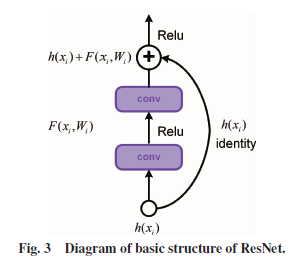 Relu
h(x_i)+F(x_i,W_i) +
conv
F(x_i,W_i) Relu h(x_i)
identity
conv
h(x_i)
Fig. 3 Diagram of basic structure of ResNet.